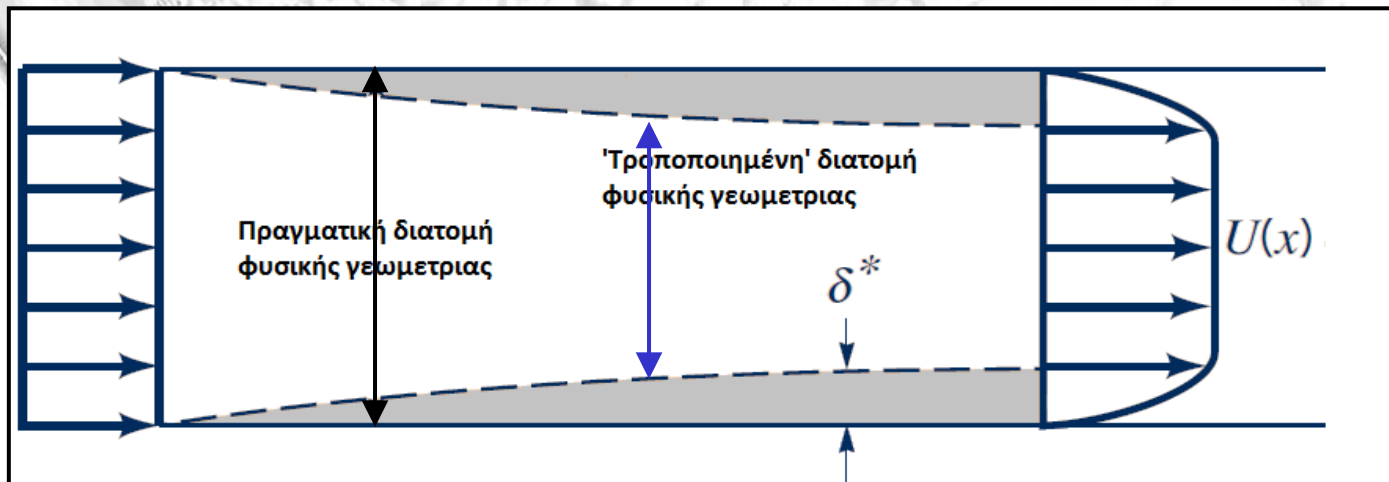 'Τροποποιημένη' διατομή
φυσικής γεωμετριας
Πραγματική διατομή
φυσικής γεωμετριας
U(x)
δ*